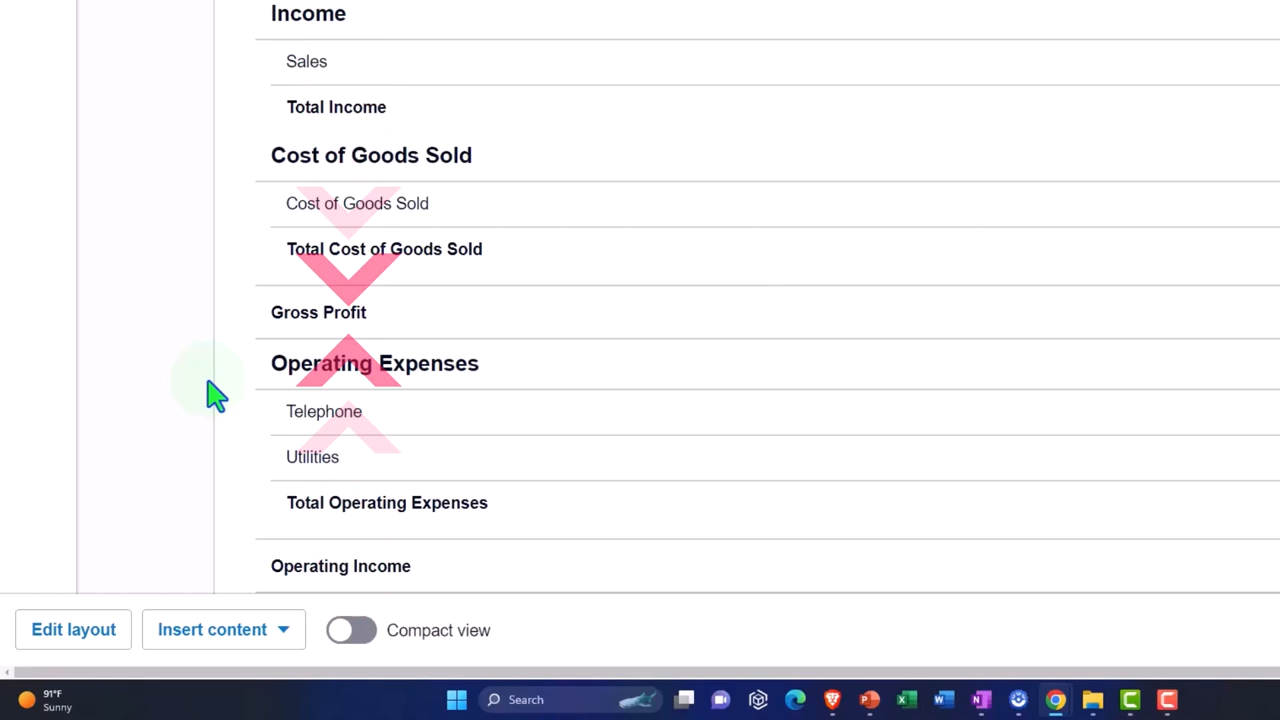 Income
Sales
Total Income
Cost of Goods Sold
Cost of Goods Sold
Total Cost of Goods Sold
Gross Profit
Operating Expenses
Telephone
Utilities
Total Operating Expenses
Operating Income
Edit layout
Insert content
Compact view
91°F
Sunny
Search